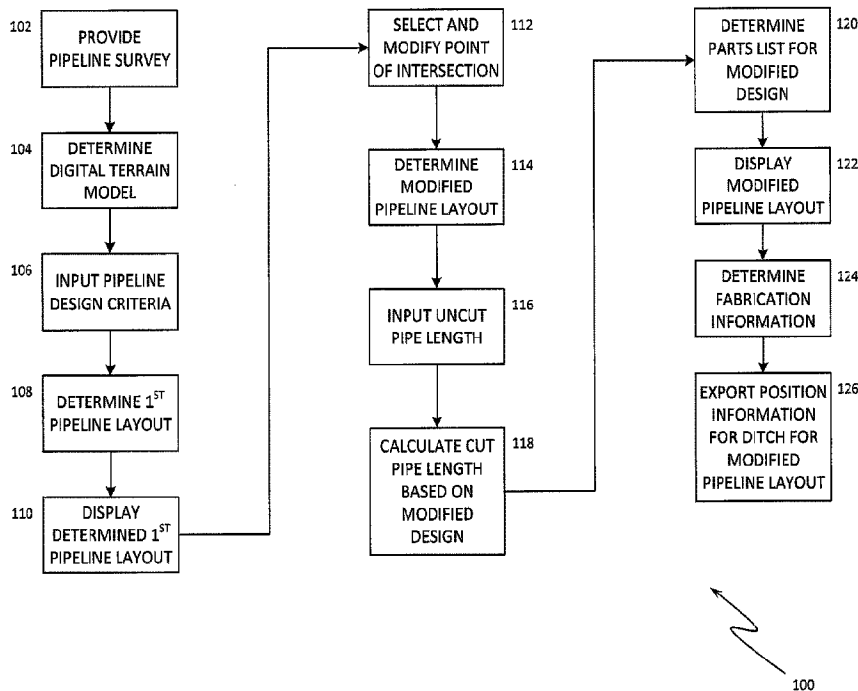 102
PROVIDE
PIPELINE SURVEY
104
DETERMINE
DIGITAL TERRAIN
MODEL
106
INPUT PIPELINE
DESIGN CRITERIA
108
DETERMINE 1ST
PIPELINE LAYOUT
110
DISPLAY
DETERMINED 1ST
PIPELINE LAYOUT
112
SELECT AND
MODIFY POINT
OF INTERSECTION
114
DETERMINE
MODIFIED
PIPELINE LAYOUT
116
INPUT UNCUT
PIPE LENGTH
118
CALCULATE CUT
PIPE LENGTH
BASED ON
MODIFIED
DESIGN
120
DETERMINE
PARTS LIST FOR
MODIFIED
DESIGN
122
DISPLAY
MODIFIED
PIPELINE LAYOUT
124
DETERMINE
FABRICATION
INFORMATION
126
EXPORT POSITION
INFORMATION
FOR DITCH FOR
MODIFIED
PIPELINE LAYOUT
100